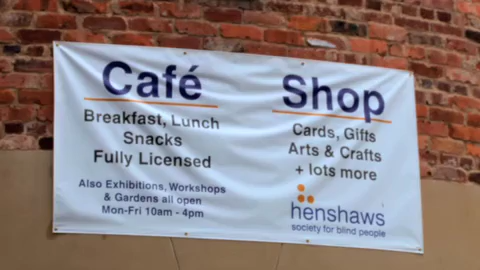 Café
Breakfast, Lunch
Snacks
Fully Licensed
Also Exhibitions, Workshops
& Gardens all open
Mon-Fri 10am - 4pm
Shop
Cards, Gifts
Arts & Crafts
+ lots more
henshaws
society for blind people